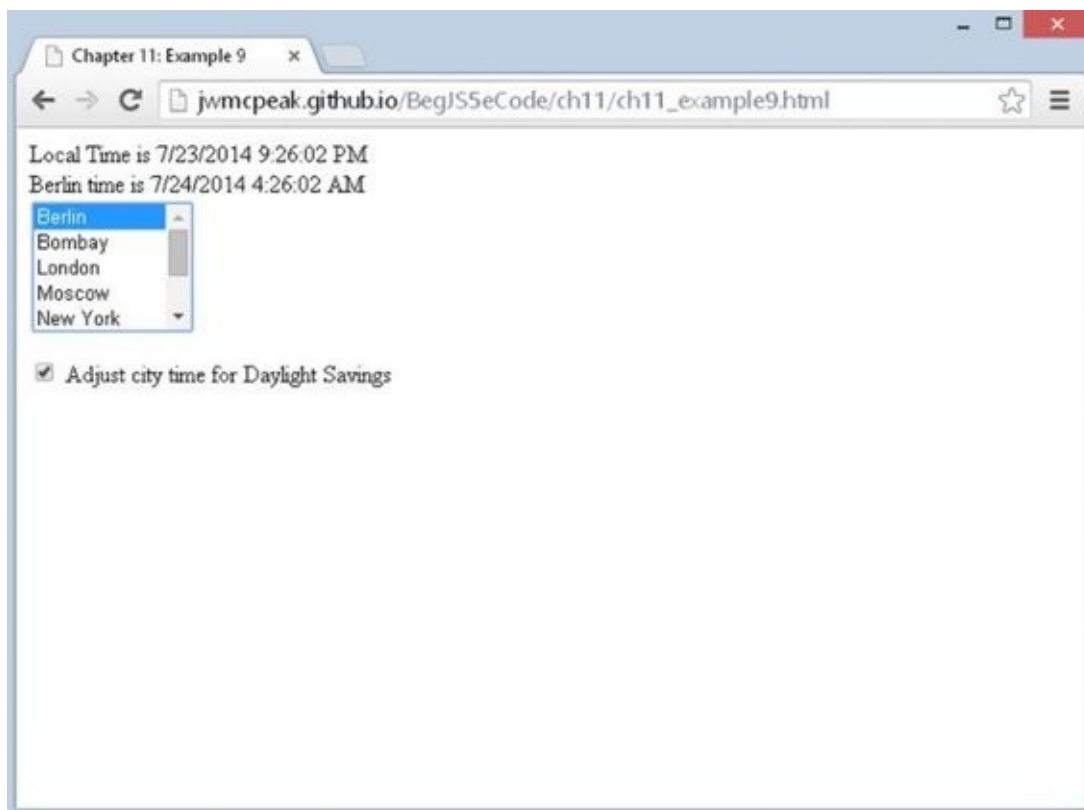 Chapter 11: Example 9
jwmcpeak.github.io/BegJS5eCode/ch11/ch11_example9.html
Local Time is 7/23/2014 9:26:02 PM
Berlin time is 7/24/2014 4:26:02 AM
Berlin
Bombay
London
Moscow
New York
Adjust city time for Daylight Savings